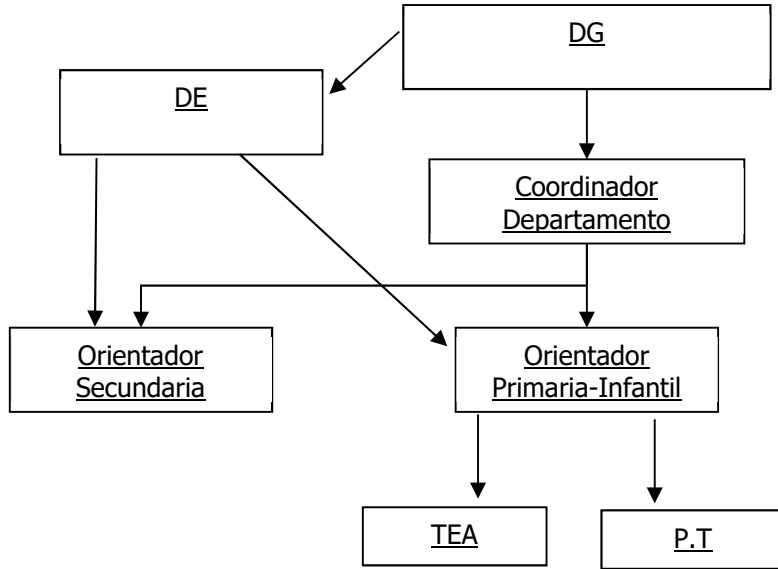 DG
DE
Coordinador
Departamento
Orientador
Secundaria
Orientador
Primaria-Infantil
TEA
P.T